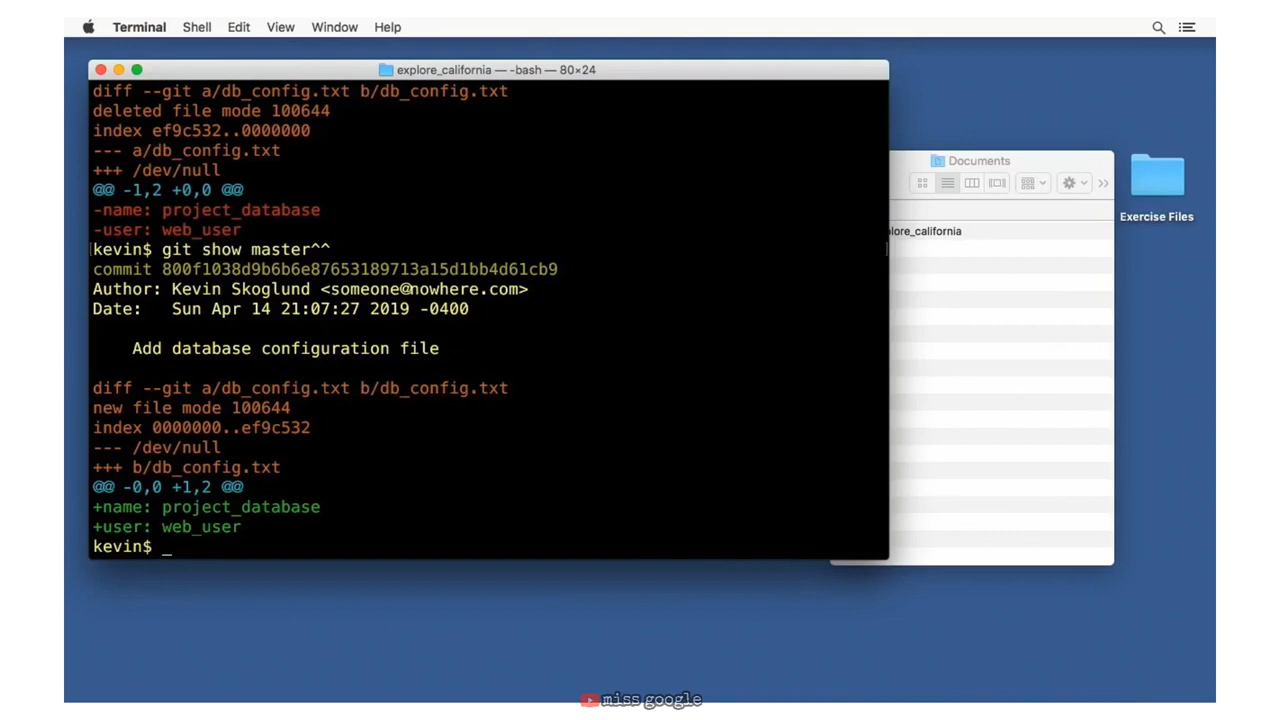 Terminal Shell Edit View Window Help
explore_california — -bash — 80×24
diff --git a/db_config.txt b/db_config.txt
deleted file mode 100644
index ef9c532..0000000
--- a/db_config.txt
+++ /dev/null
@@ -1,2 +0,0 @@
-name: project_database
-user: web_user
kevin$ git show master^^
commit 800f1038d9b6b6e87653189713a15d1bb4d61cb9
Author: Kevin Skoglund <someone@nowhere.com>
Date:   Sun Apr 14 21:07:27 2019 -0400
Add database configuration file
diff --git a/db_config.txt b/db_config.txt
new file mode 100644
index 0000000..ef9c532
--- /dev/null
+++ b/db_config.txt
@@ -0,0 +1,2 @@
+name: project_database
+user: web_user
kevin$ _
Documents
lore_california
Exercise Files
miss google